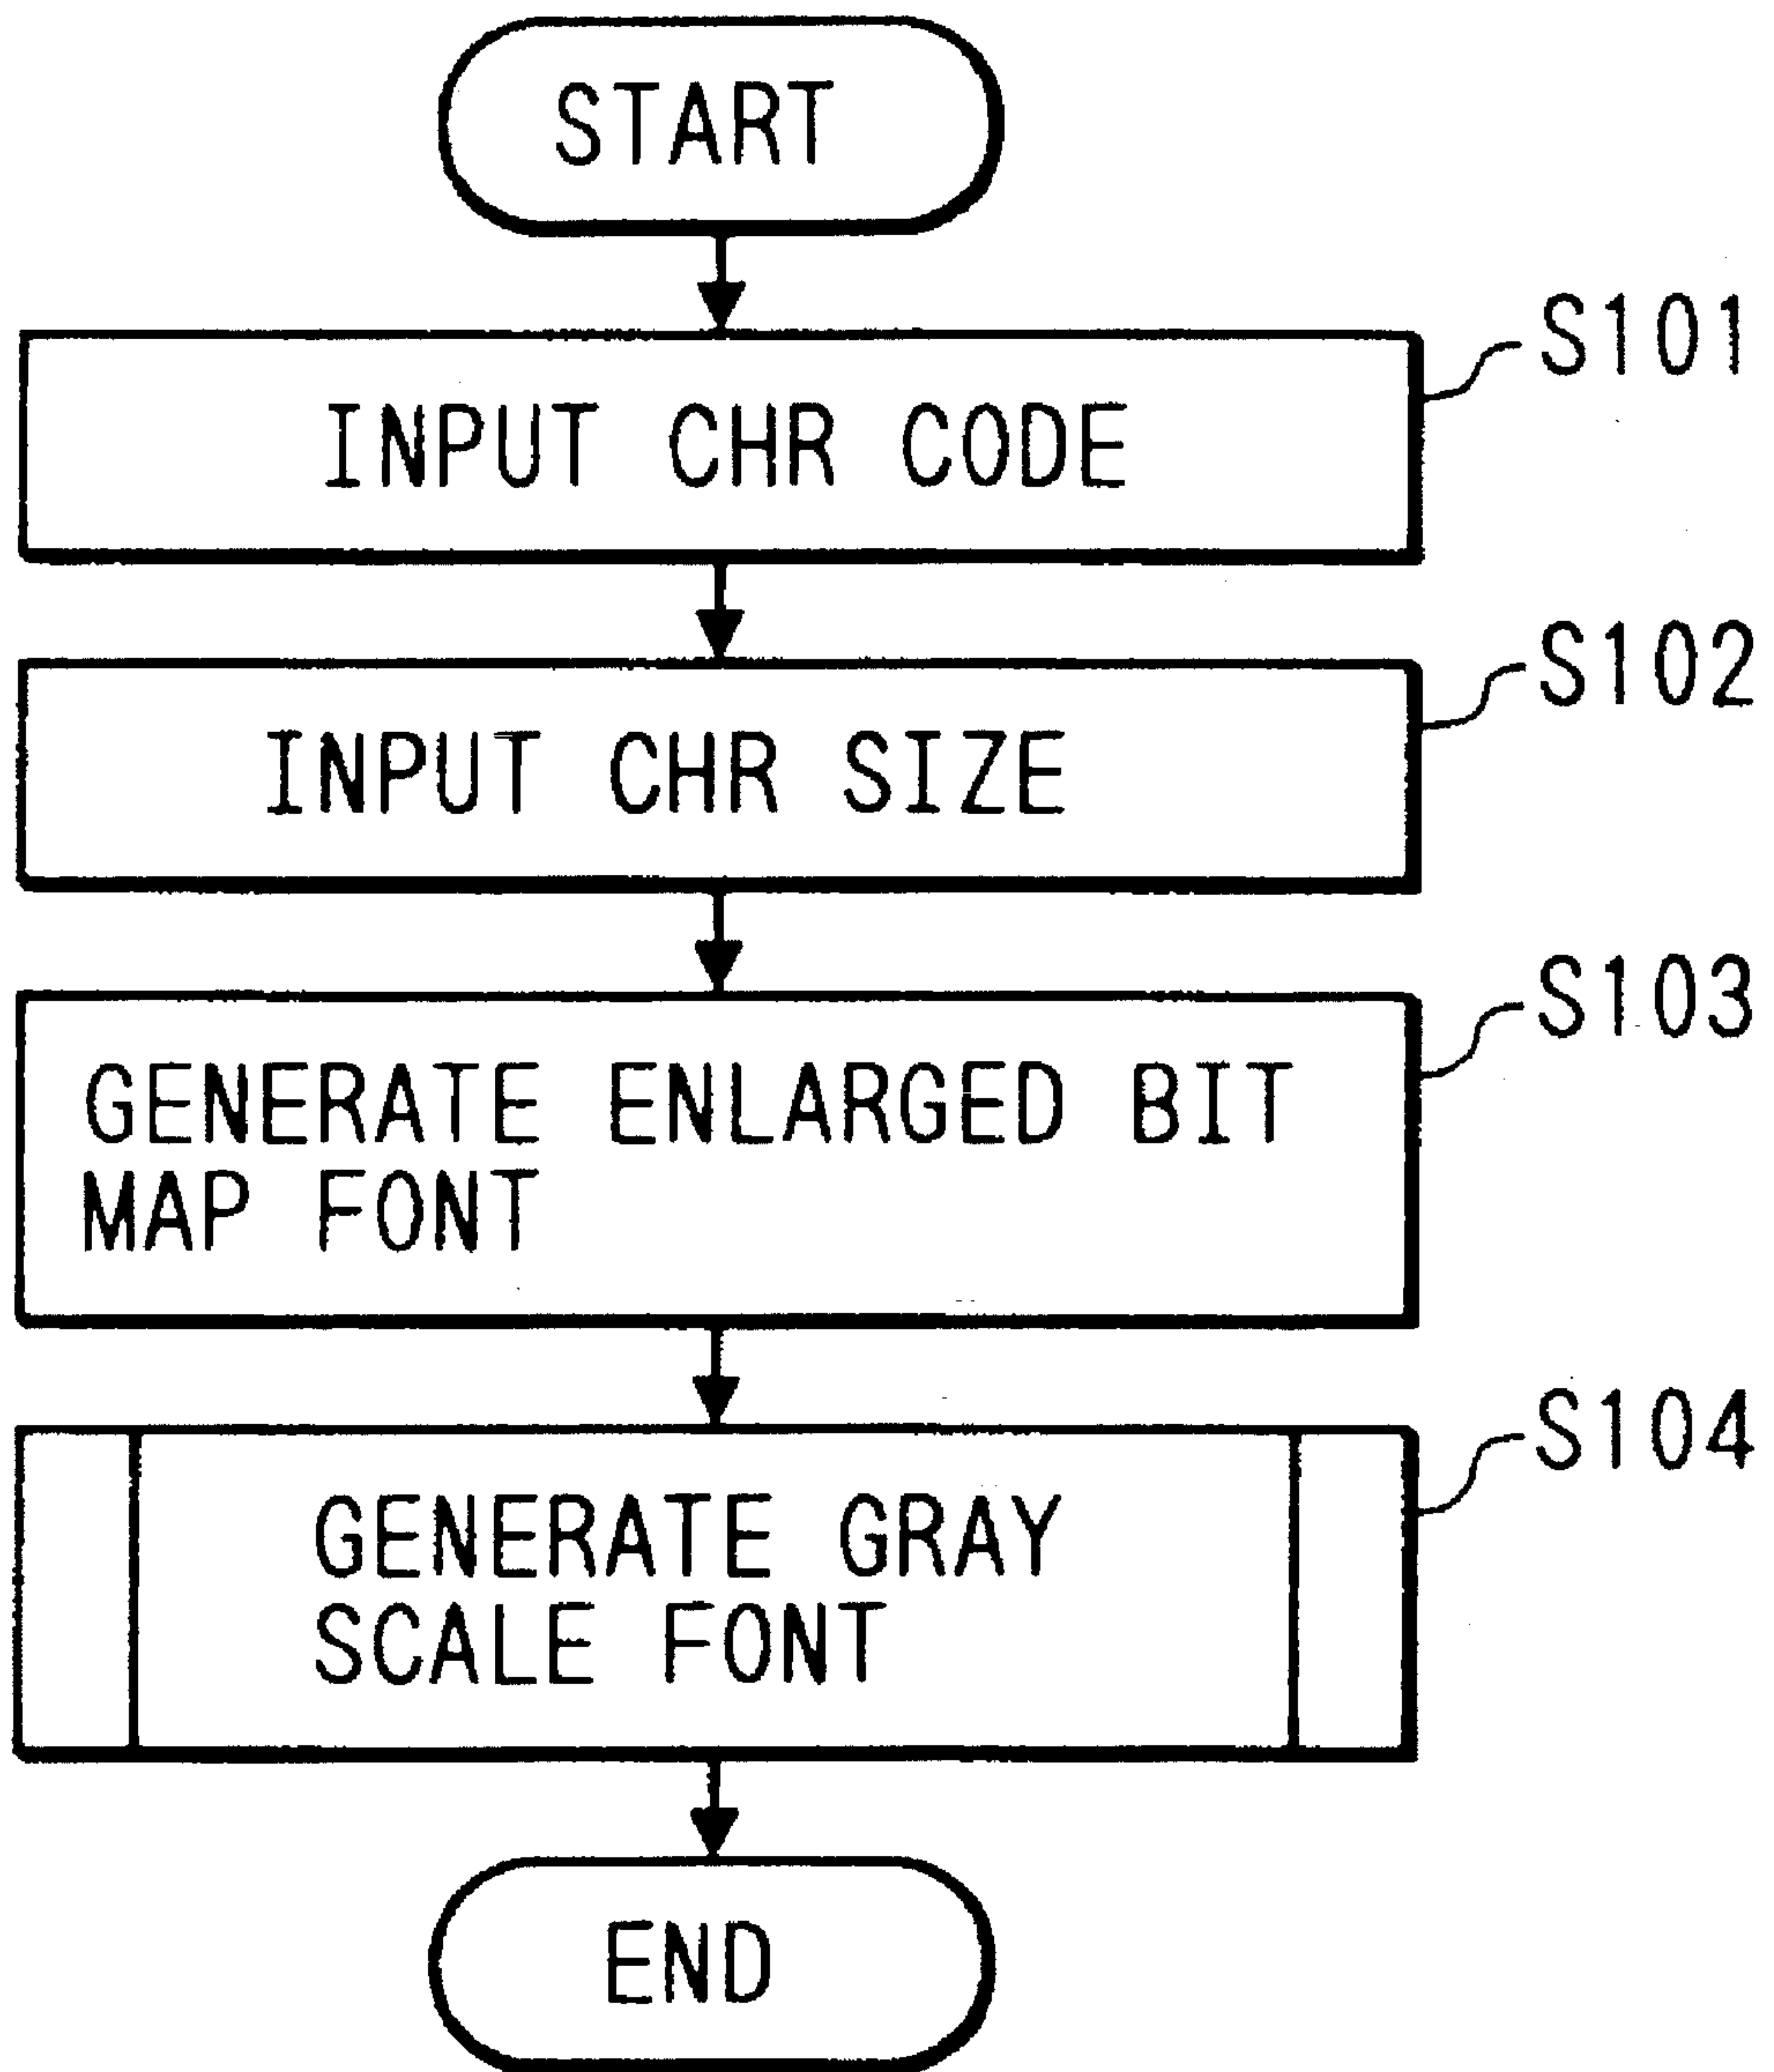 START
S101
INPUT CHR CODE
S102
INPUT CHR SIZE
S103
GENERATE ENLARGED BIT
MAP FONT
S104
GENERATE GRAY
SCALE FONT
END